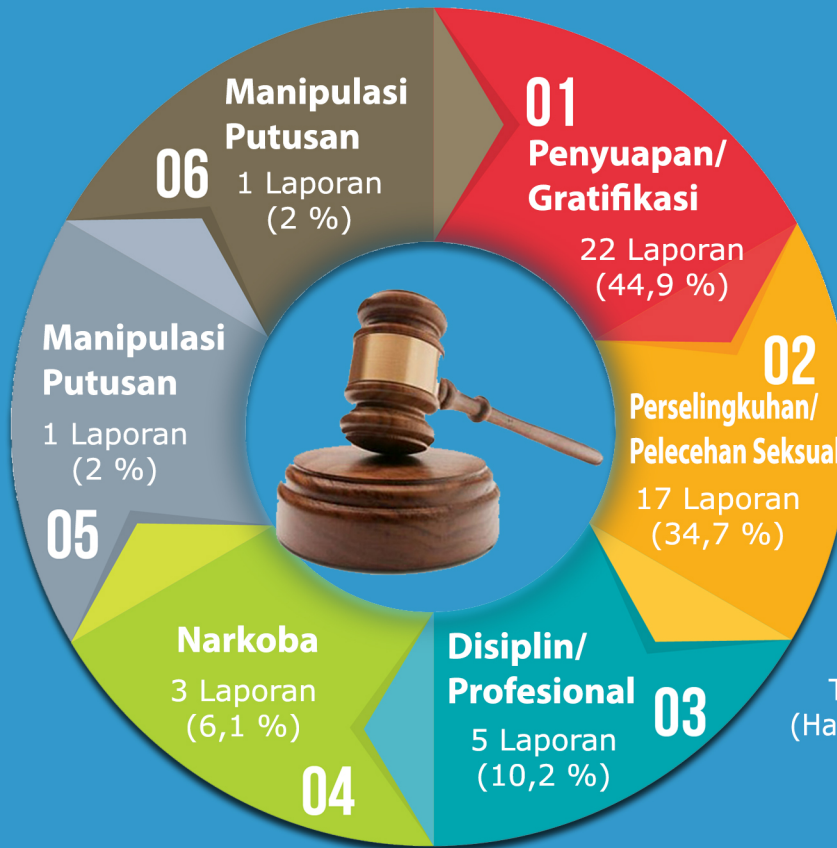 01
Penyuapan/
Gratifikasi
22 Laporan
(44,9 %)
02
Perselingkuhan/
Pelecehan Seksual
17 Laporan
(34,7 %)
03
Disiplin/
Profesional
5 Laporan
(10,2 %)
04
Narkoba
3 Laporan
(6,1 %)
05
Manipulasi
Putusan
1 Laporan
(2 %)
06
Manipulasi
Putusan
1 Laporan
(2 %)